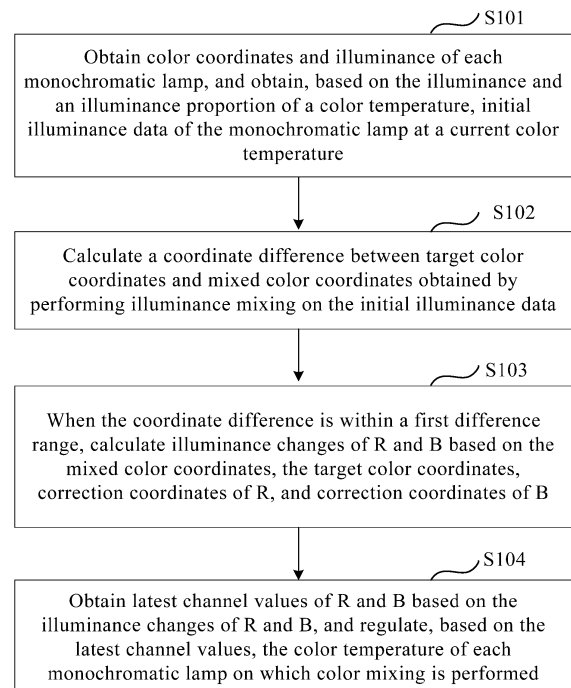 S101
Obtain color coordinates and illuminance of each
monochromatic lamp, and obtain, based on the illuminance and
an illuminance proportion of a color temperature, initial
illuminance data of the monochromatic lamp at a current color
temperature
S102
Calculate a coordinate difference between target color
coordinates and mixed color coordinates obtained by
performing illuminance mixing on the initial illuminance data
S103
When the coordinate difference is within a first difference
range, calculate illuminance changes of R and B based on the
mixed color coordinates, the target color coordinates,
correction coordinates of R, and correction coordinates of B
S104
Obtain latest channel values of R and B based on the
illuminance changes of R and B, and regulate, based on the
latest channel values, the color temperature of each
monochromatic lamp on which color mixing is performed